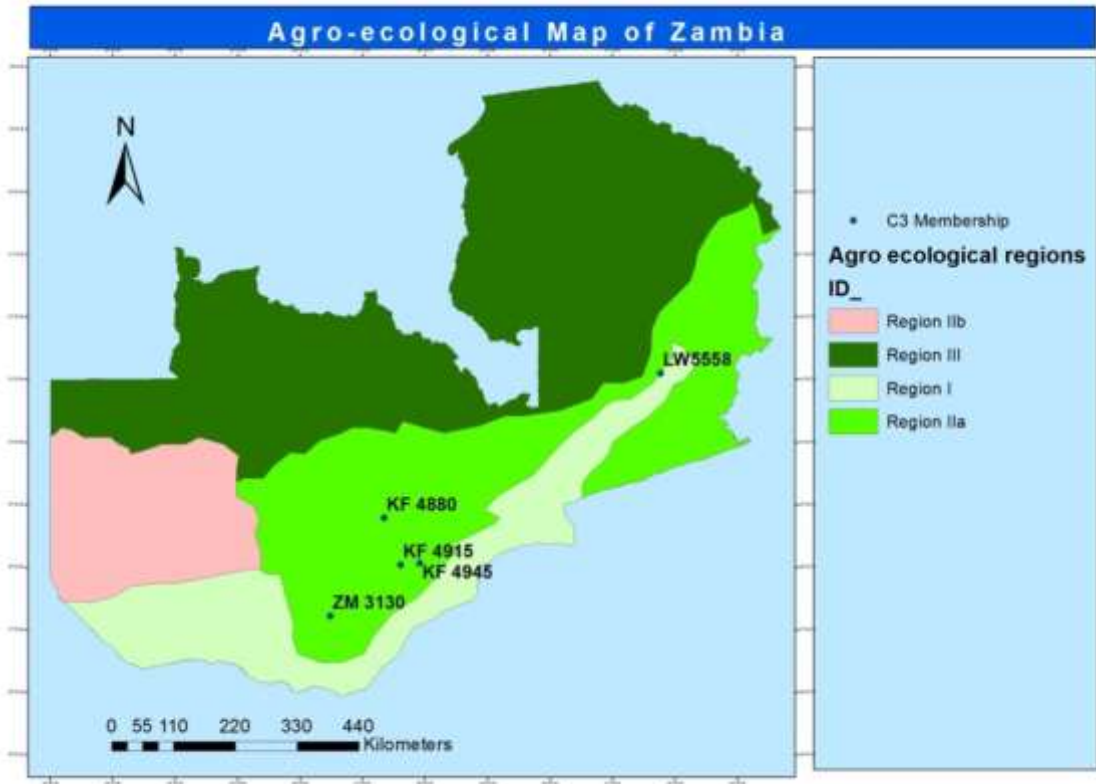 Agro-ecological Map of Zambia
N
LW5558
KF 4880
KF 4915
KF 4945
ZM 3130
0 55 110 220 330 440
Kilometers
C3 Membership
Agro ecological regions
ID_
Region IIb
Region III
Region I
Region IIa